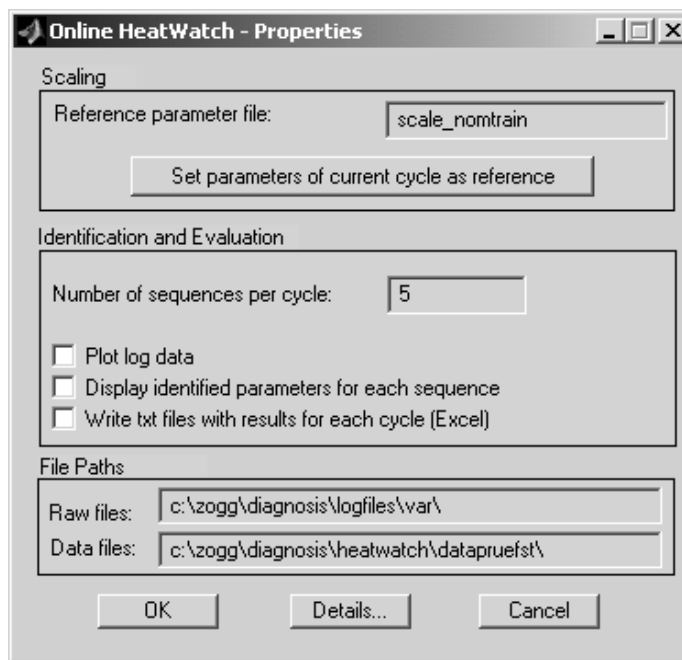 Online HeatWatch - Properties
Scaling
Reference parameter file: scale_nomtrain
Set parameters of current cycle as reference
Identification and Evaluation
Number of sequences per cycle: 5
Plot log data
Display identified parameters for each sequence
Write txt files with results for each cycle (Excel)
File Paths
Raw files: c:\zogg\diagnosis\logfiles\var\
Data files: c:\zogg\diagnosis\heatwatch\datapruefst\
OK Details... Cancel